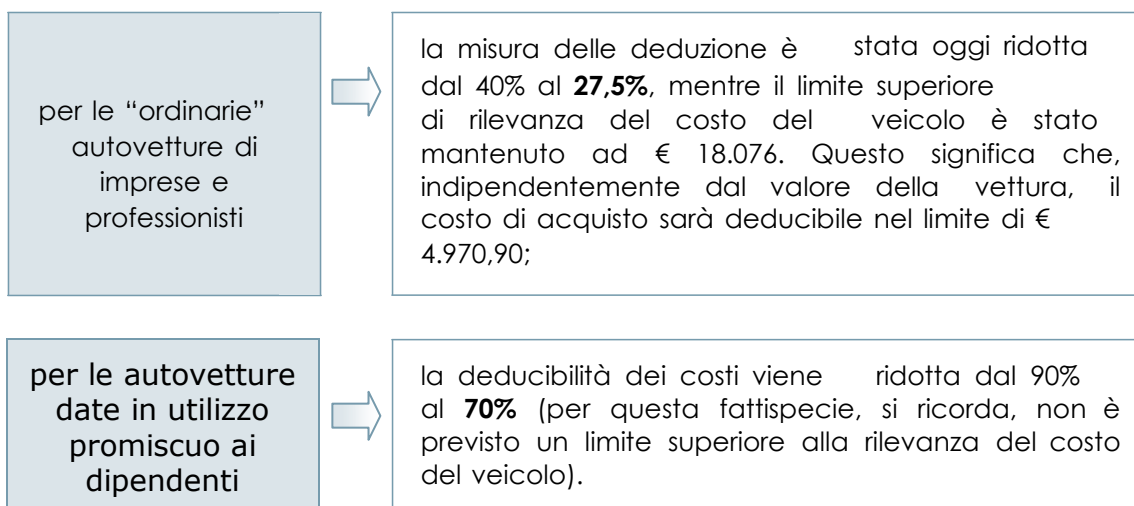 per le “ordinarie”
autovetture di
imprese e
professionisti
la misura delle deduzione è stata oggi ridotta
dal 40% al 27,5%, mentre il limite superiore
di rilevanza del costo del veicolo è stato
mantenuto ad € 18.076. Questo significa che,
indipendentemente dal valore della vettura, il
costo di acquisto sarà deducibile nel limite di €
4.970,90;
per le autovetture
date in utilizzo
promiscuo ai
dipendenti
la deducibilità dei costi viene ridotta dal 90%
al 70% (per questa fattispecie, si ricorda, non è
previsto un limite superiore alla rilevanza del costo
del veicolo).